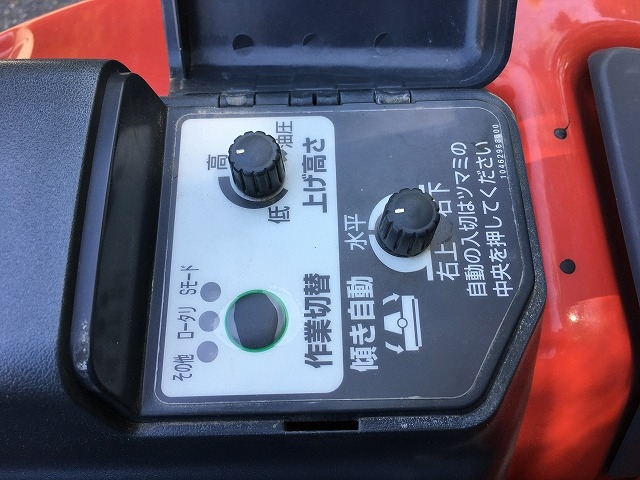 高
低
油圧
上げ高さ
Sモード
ロータリ
その他
作業切替
水平
右上
右下
傾き自動
自動の入切はツマミの
中央を押してください